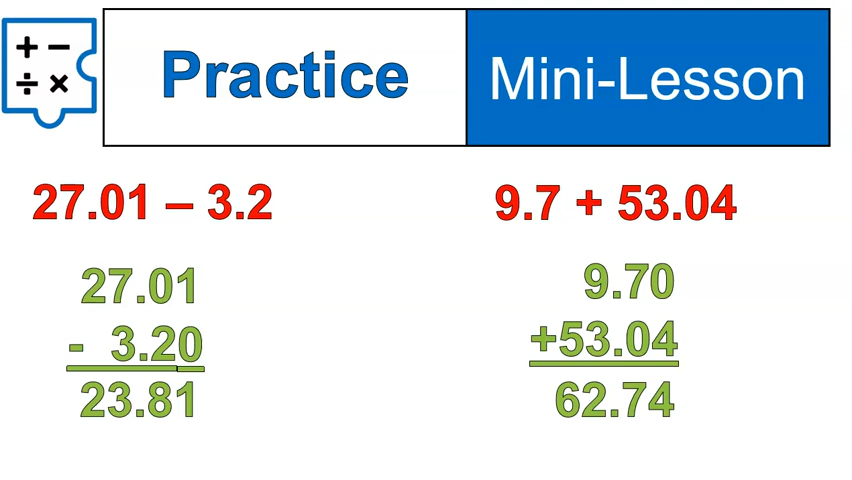 + −
÷ ×
Practice
Mini-Lesson
27.01 – 3.2
27.01
- 3.20
23.81
9.7 + 53.04
9.70
+53.04
62.74